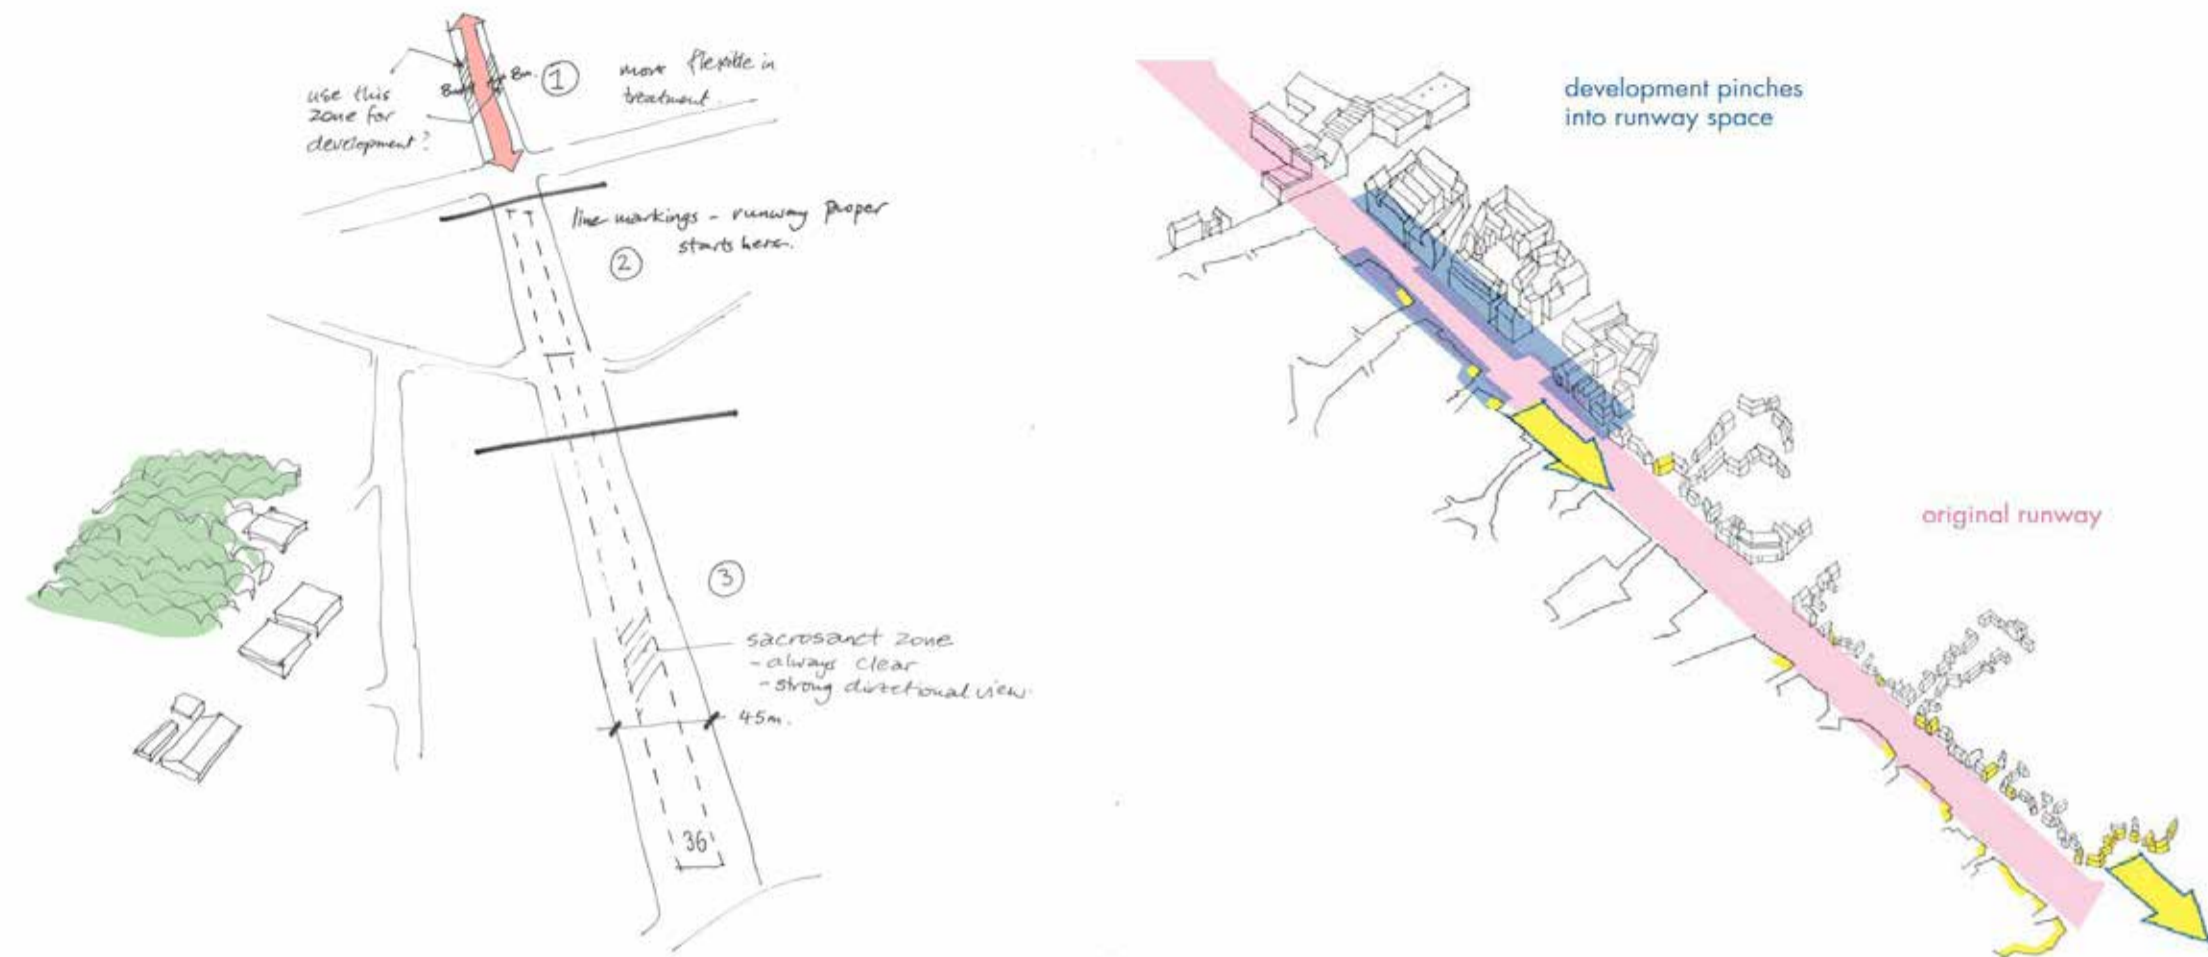 use this
zone for
development?
8m
8m.
1
more flexible in
treatment.
line markings - runway proper
starts here.
2
3
sacrosanct zone
- always clear
- strong directional view.
45m.
36
development pinches
into runway space
original runway